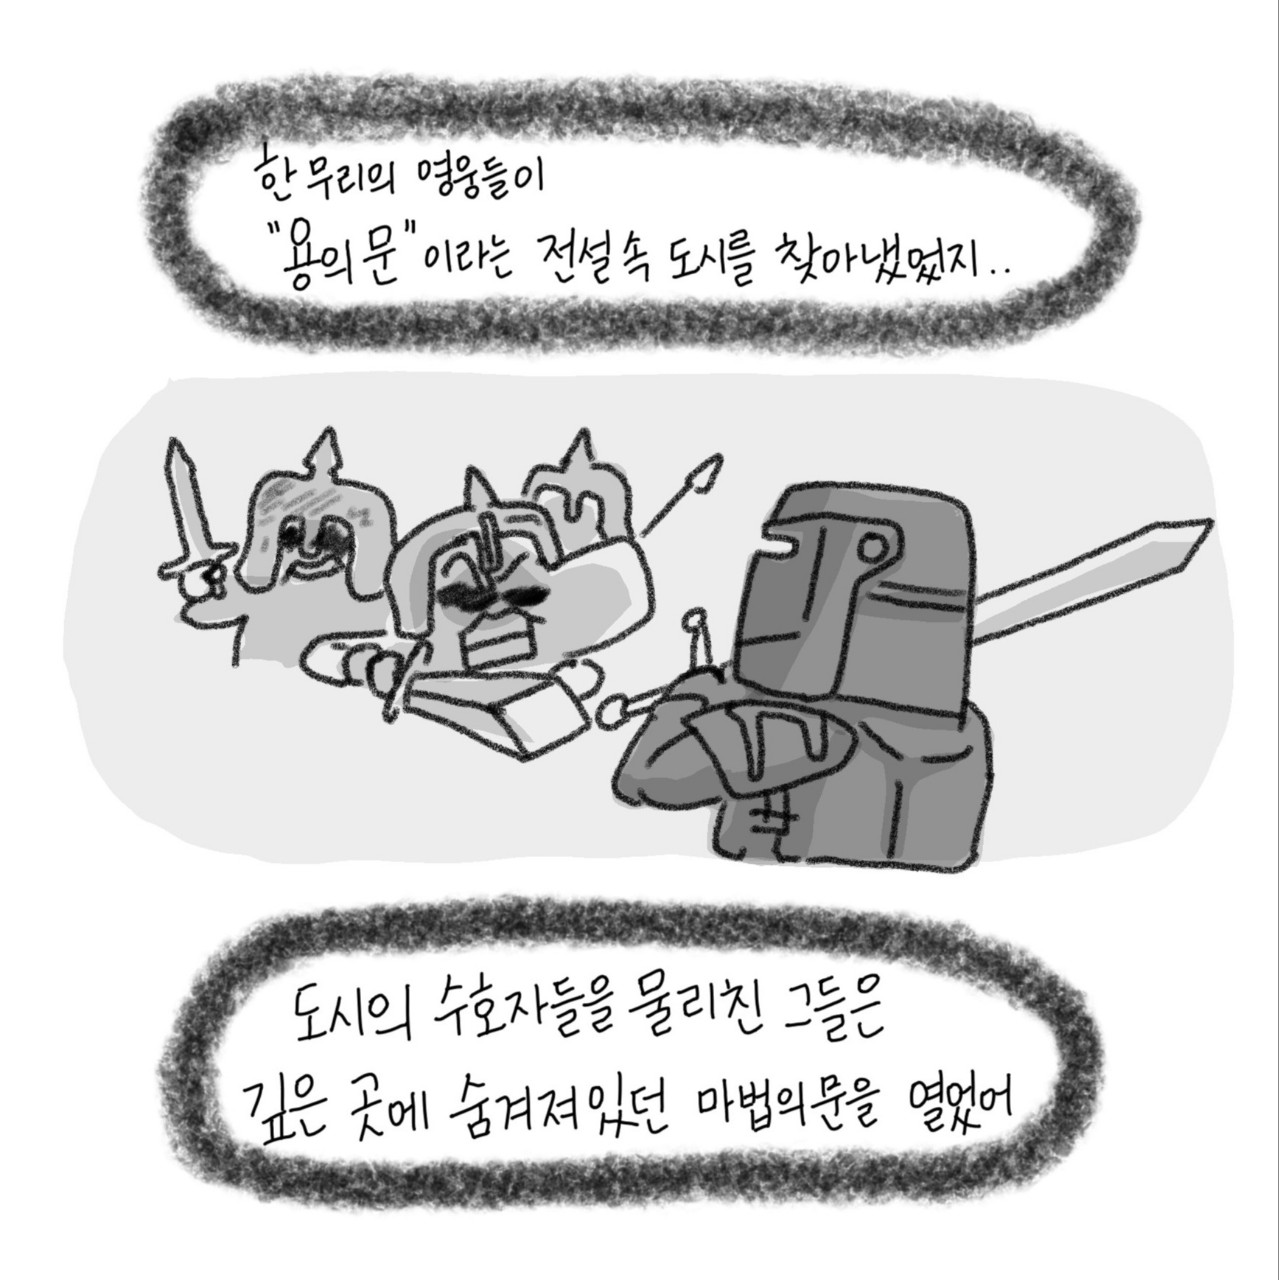 한 무리의 영웅들이
"용의 문"이라는 전설 속 도시를 찾아냈었지..
도시의 수호자들을 물리친 그들은
깊은 곳에 숨겨져있던 마법의 문을 열었어